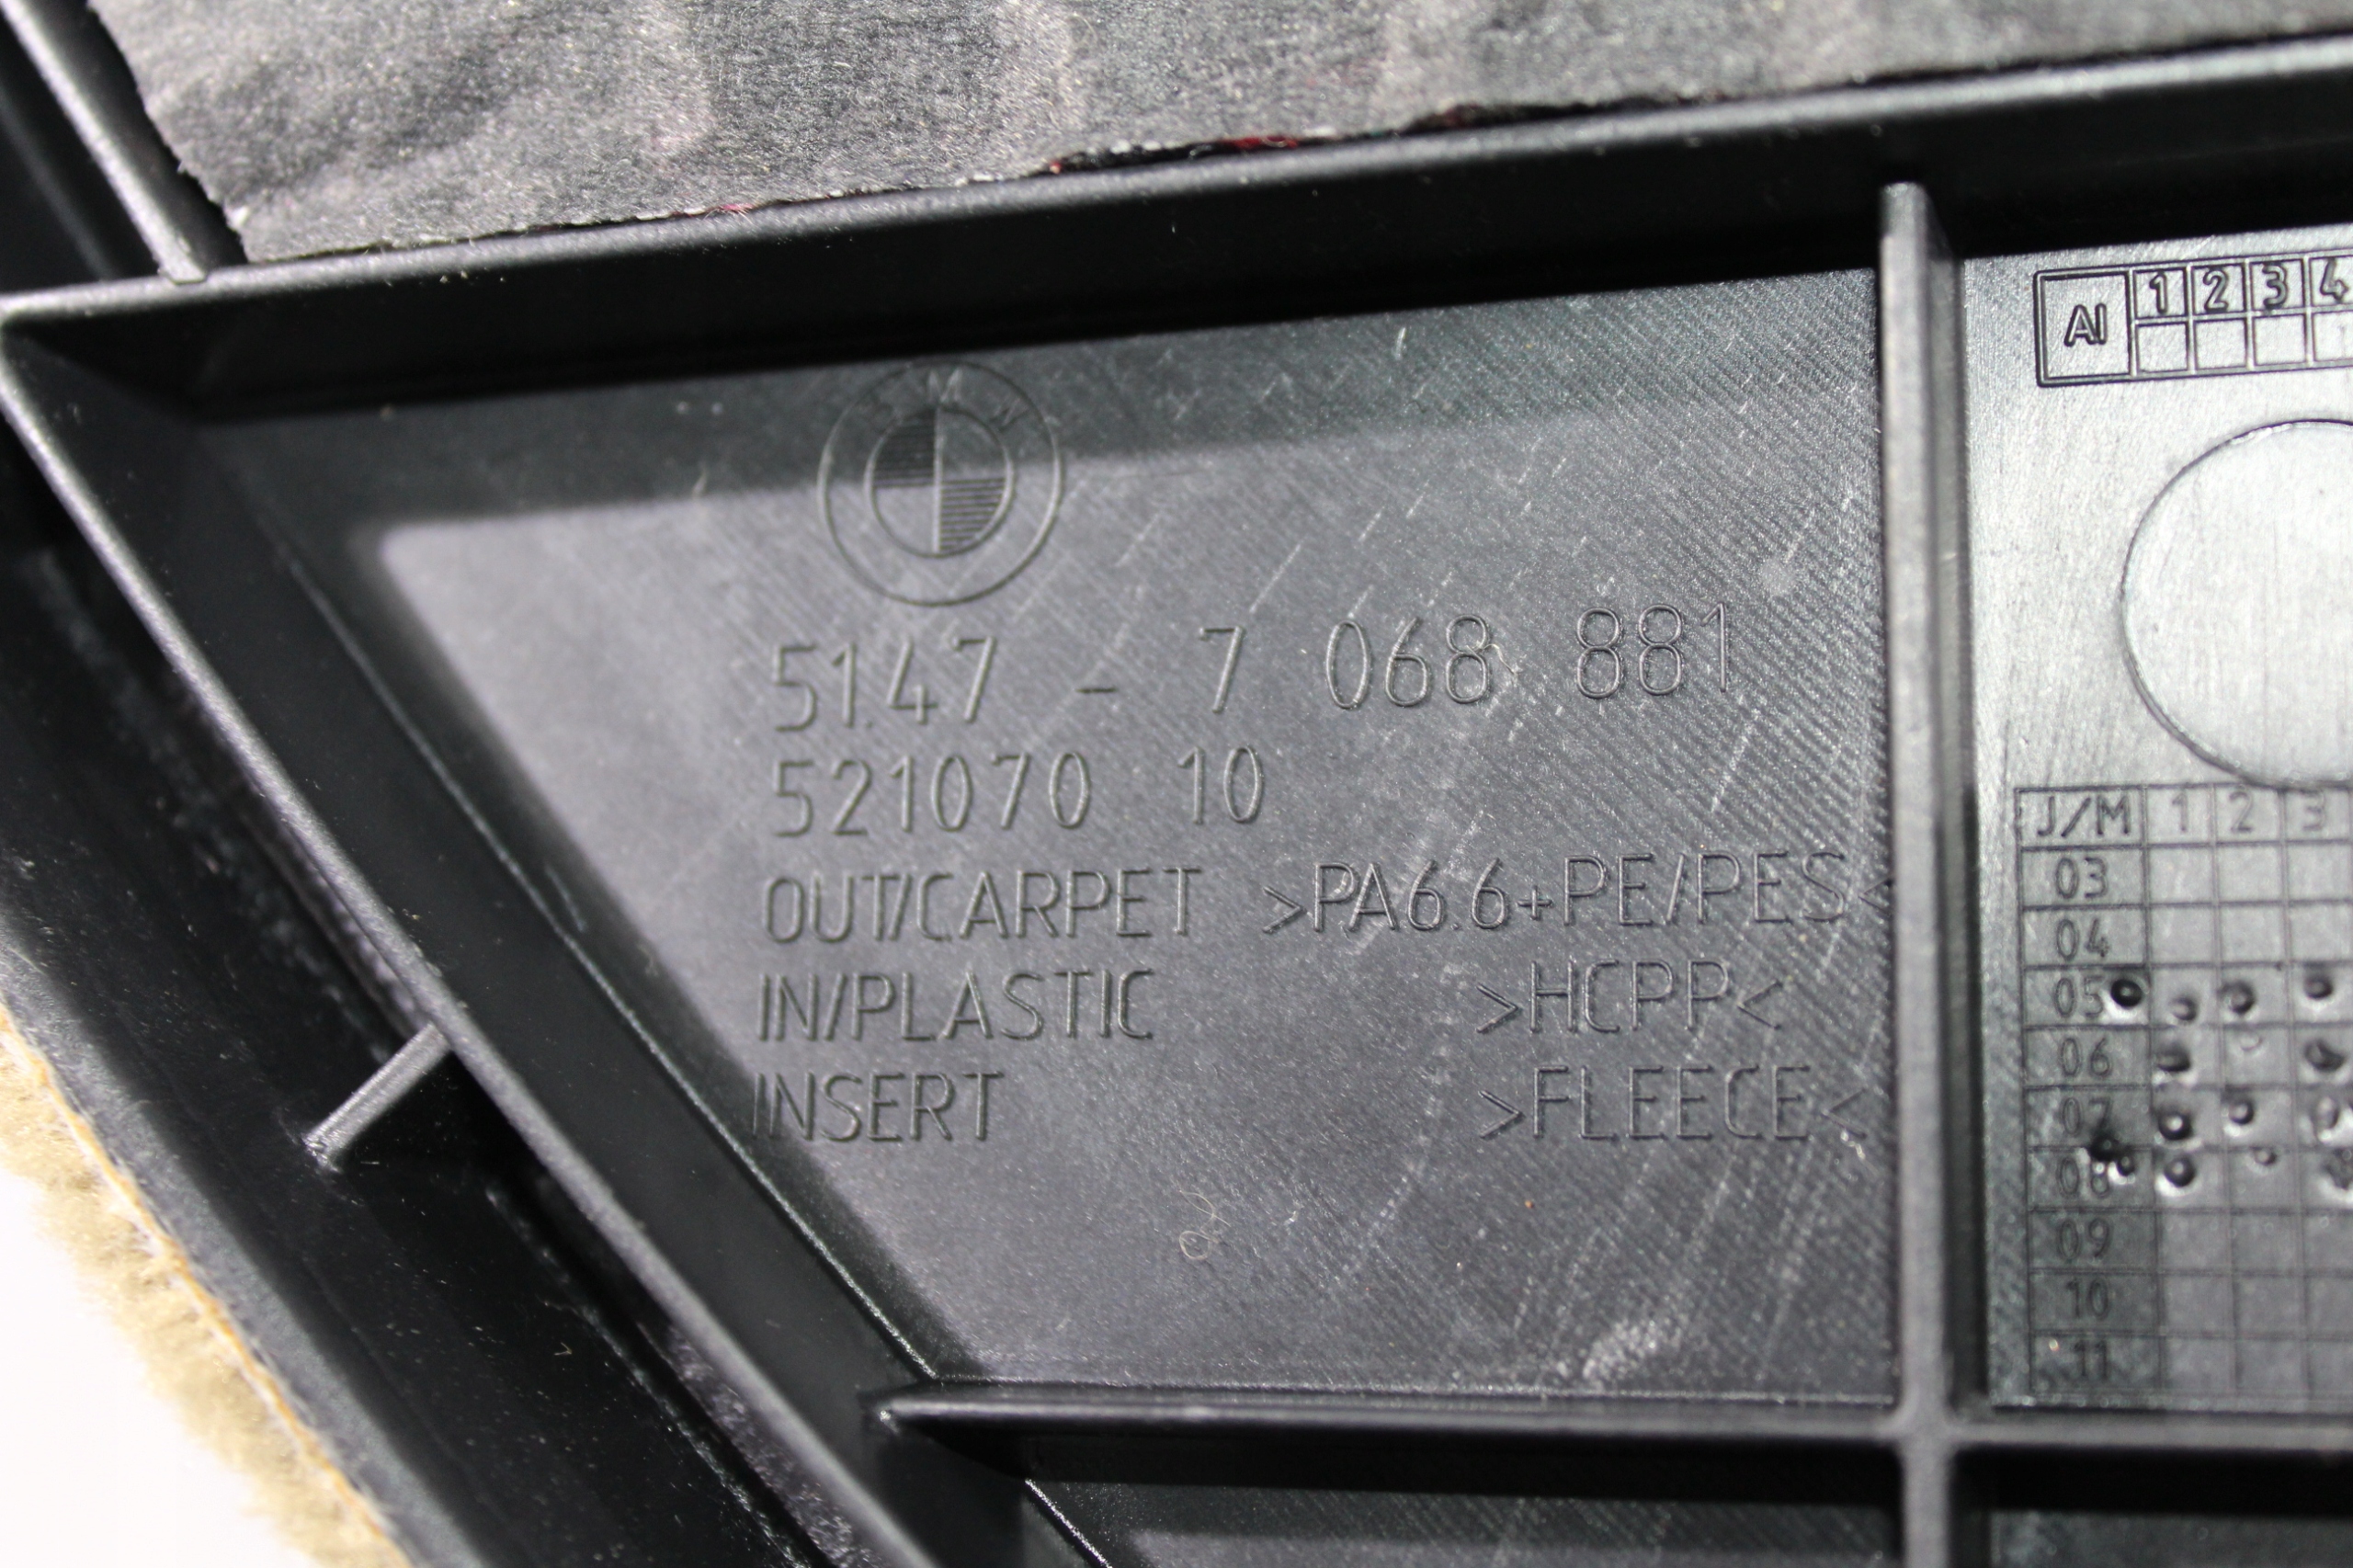 BMW
51.47 - 7 068 881
521070 10
OUT/CARPET >PA6.6+PE/PES<
IN/PLASTIC >HCPP<
INSERT >FLEECE<
AI 1 2 3 4
J/M 1 2 3
03
04
05
06
07
08
09
10
11